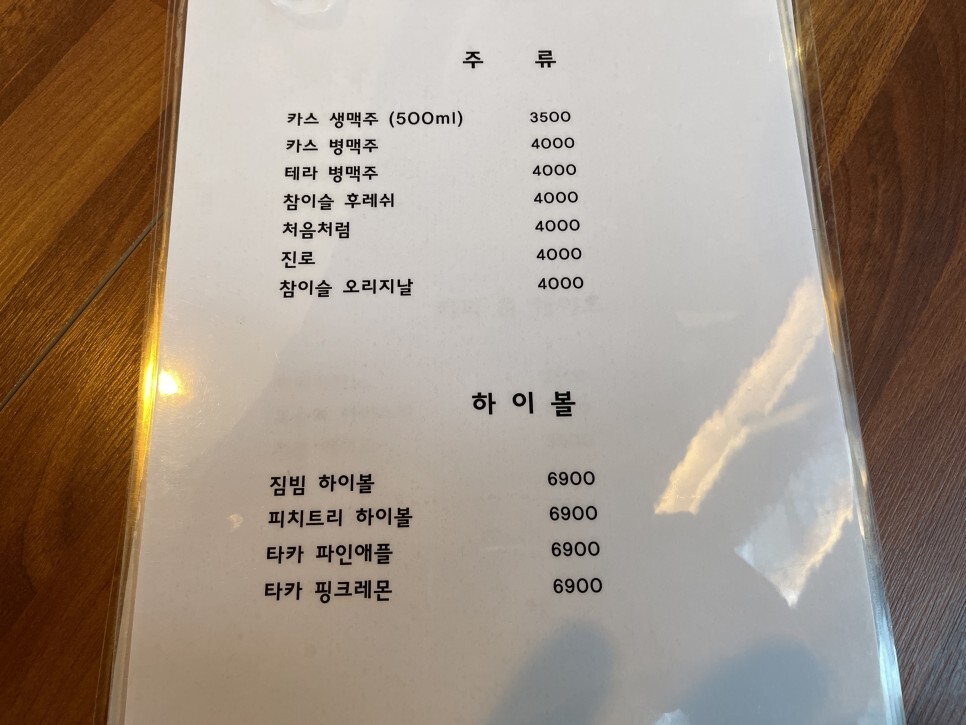 주 류
카스 생맥주 (500ml) 3500
카스 병맥주 4000
테라 병맥주 4000
참이슬 후레쉬 4000
처음처럼 4000
진로 4000
참이슬 오리지날 4000
하 이 볼
짐빔 하이볼 6900
피치트리 하이볼 6900
타카 파인애플 6900
타카 핑크레몬 6900